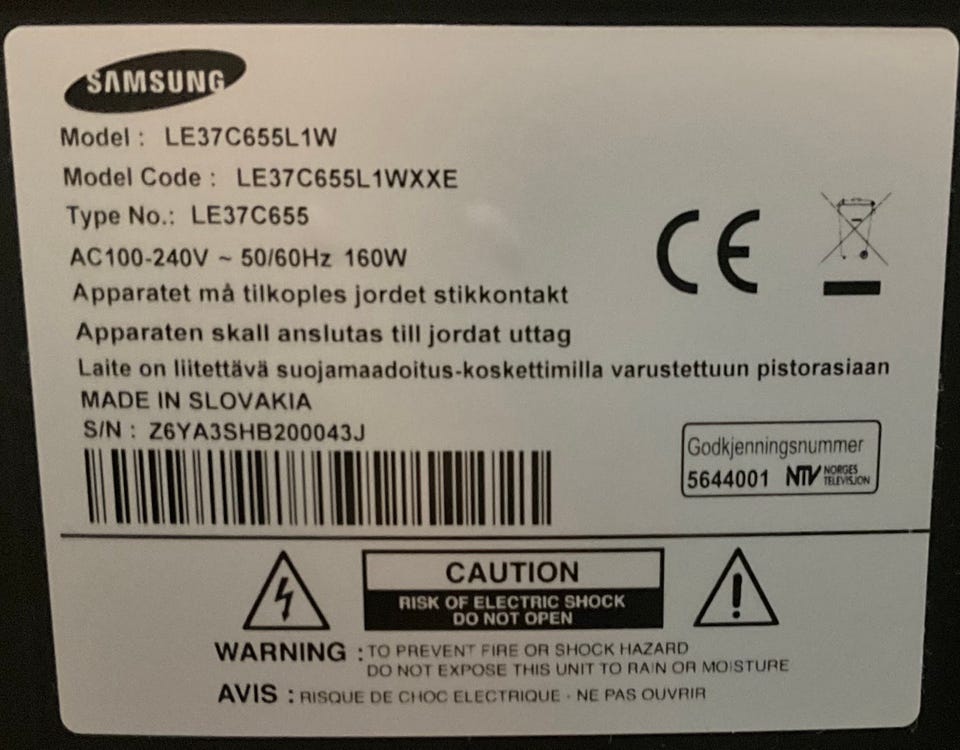 SAMSUNG
Model : LE37C655L1W
Model Code : LE37C655L1WXXE
Type No.: LE37C655
AC100-240V ~ 50/60Hz 160W
Apparatet må tilkoples jordet stikkontakt
Apparaten skall anslutas till jordat uttag
Laite on liitettävä suojamaadoitus-koskettimilla varustettuun pistorasiaan
MADE IN SLOVAKIA
S/N : Z6YA3SHB200043J
CE
Godkjenningsnummer
5644001 NTV NORGES
TELEVISJON
CAUTION
RISK OF ELECTRIC SHOCK
DO NOT OPEN
WARNING : TO PREVENT FIRE OR SHOCK HAZARD
DO NOT EXPOSE THIS UNIT TO RAIN OR MOISTURE
AVIS : RISQUE DE CHOC ELECTRIQUE - NE PAS OUVRIR